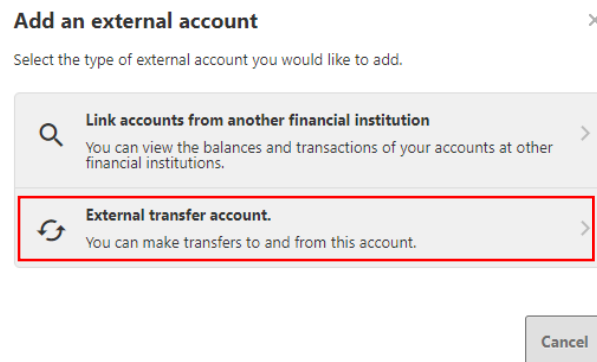 Add an external account
Select the type of external account you would like to add.
Link accounts from another financial institution
You can view the balances and transactions of your accounts at other
financial institutions.
External transfer account.
You can make transfers to and from this account.
Cancel